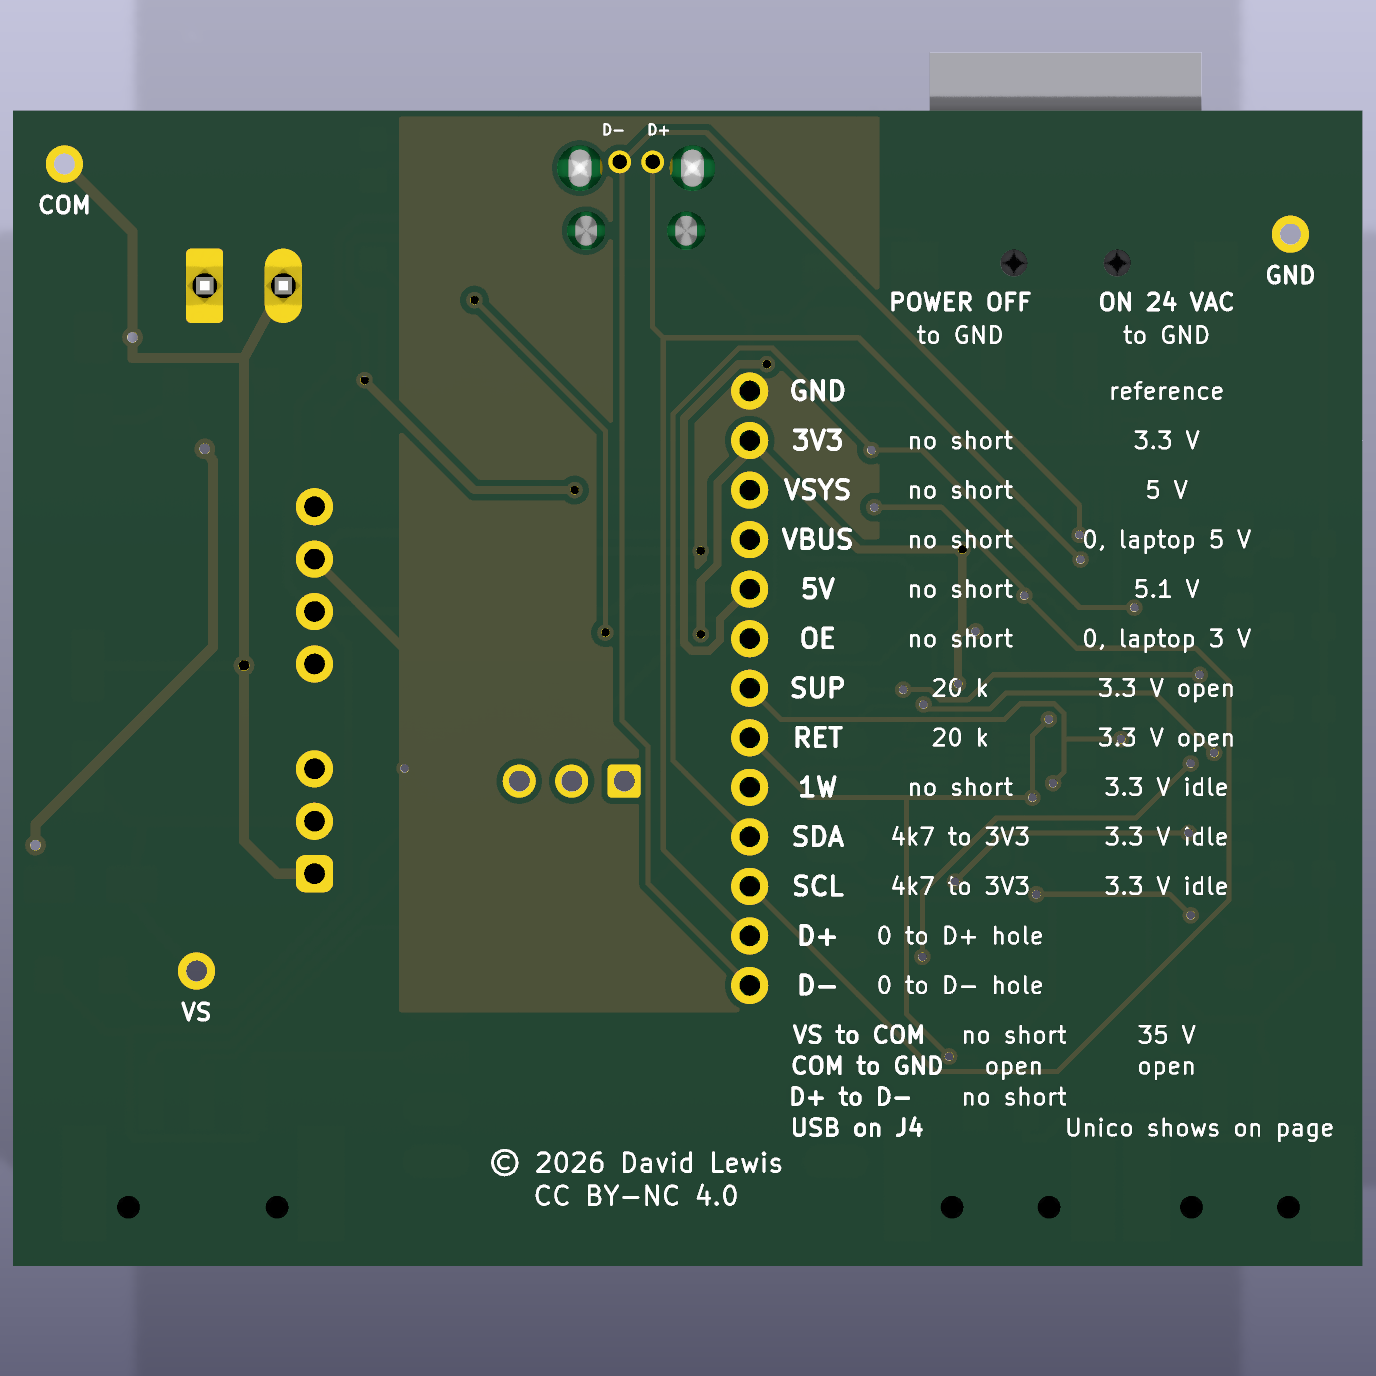 D- D+
COM
GND
POWER OFF ON 24 VAC
to GND to GND
GND reference
3V3 no short 3.3 V
VSYS no short 5 V
VBUS no short 0, laptop 5 V
5V no short 5.1 V
OE no short 0, laptop 3 V
SUP 20 k 3.3 V open
RET 20 k 3.3 V open
1W no short 3.3 V idle
SDA 4k7 to 3V3 3.3 V idle
SCL 4k7 to 3V3 3.3 V idle
D+ 0 to D+ hole
D- 0 to D- hole
VS
VS to COM no short 35 V
COM to GND open open
D+ to D- no short
USB on J4 Unico shows on page
© 2026 David Lewis
CC BY-NC 4.0